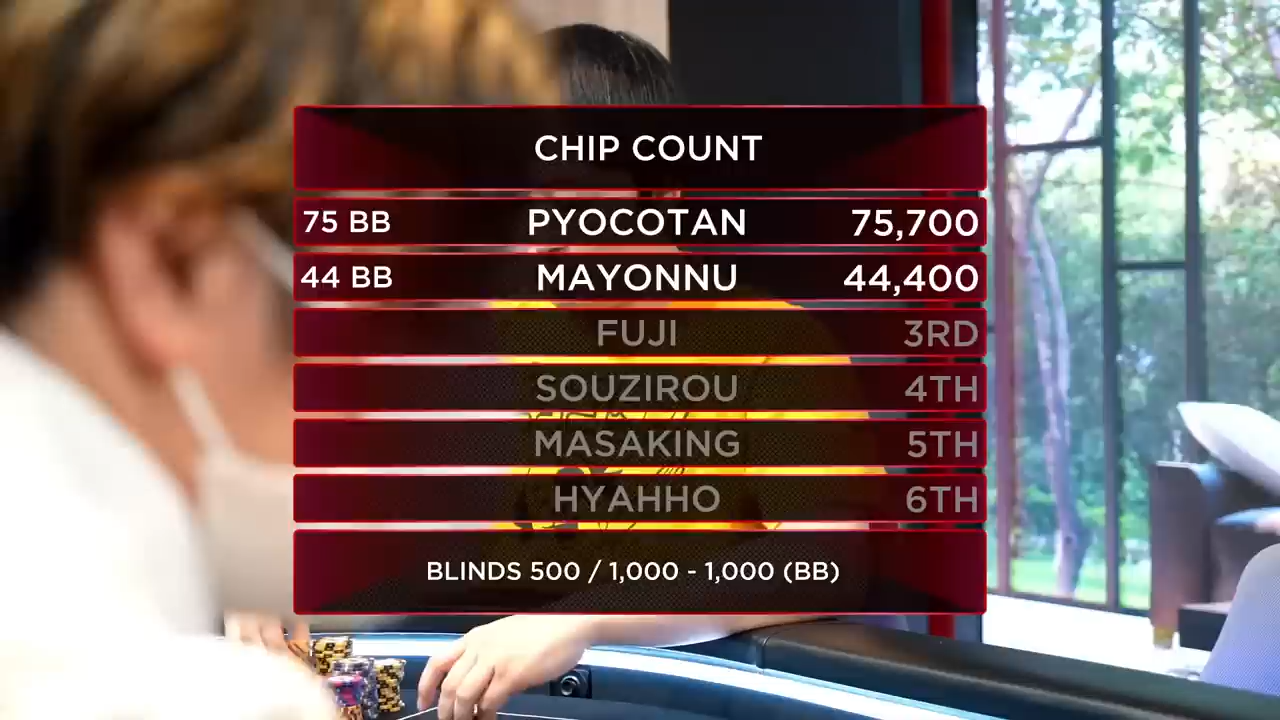 CHIP COUNT
75 BB PYOCOTAN 75,700
44 BB MAYONNU 44,400
FUJI 3RD
SOUZIROU 4TH
MASAKING 5TH
HYAHHO 6TH
BLINDS 500 / 1,000 - 1,000 (BB)